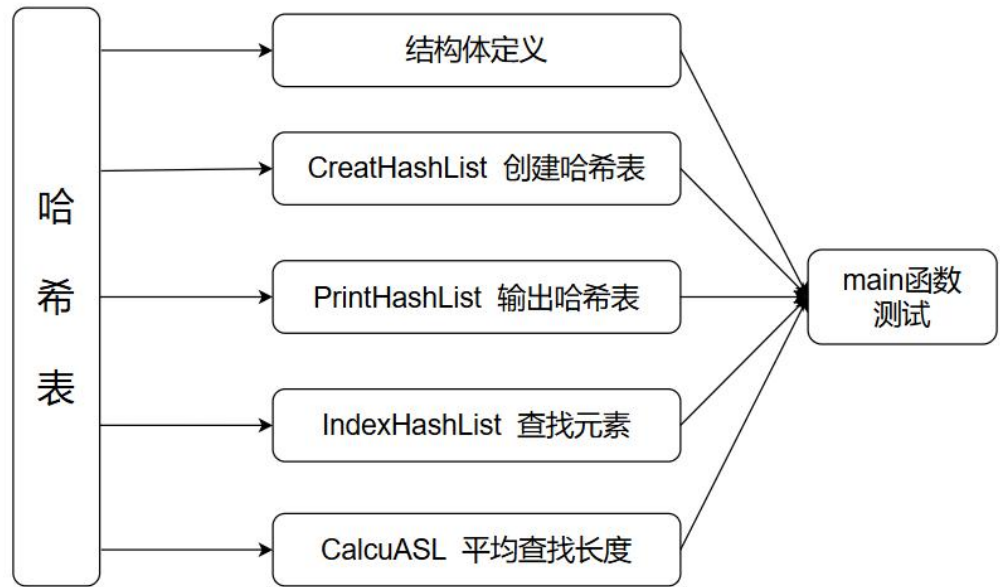 哈
希
表
结构体定义
CreatHashList 创建哈希表
PrintHashList 输出哈希表
IndexHashList 查找元素
CalcuASL 平均查找长度
main函数
测试